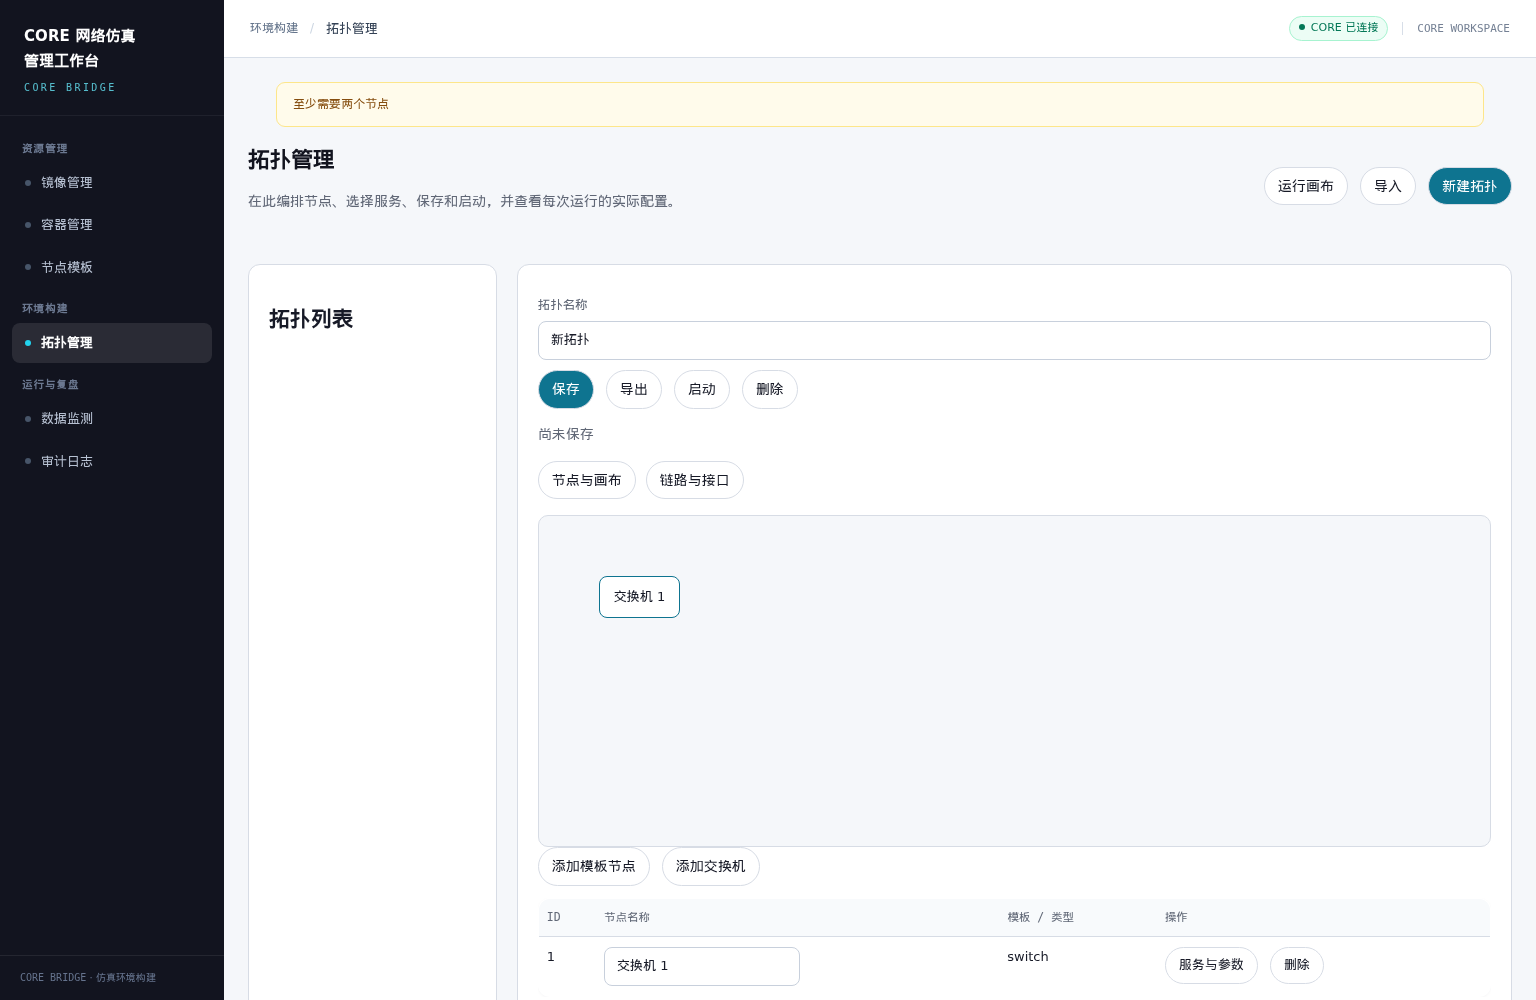 CORE 网络仿真
管理工作台
CORE BRIDGE
资源管理
镜像管理
容器管理
节点模板
环境构建
拓扑管理
运行与复盘
数据监测
审计日志
CORE BRIDGE · 仿真环境构建
环境构建 / 拓扑管理
CORE 已连接
CORE WORKSPACE
至少需要两个节点
拓扑管理
在此编排节点、选择服务、保存和启动，并查看每次运行的实际配置。
运行画布 导入 新建拓扑
拓扑列表
拓扑名称
新拓扑
保存 导出 启动 删除
尚未保存
节点与画布 链路与接口
交换机 1
添加模板节点 添加交换机
ID 节点名称 模板 / 类型 操作
1 交换机 1 switch 服务与参数 删除